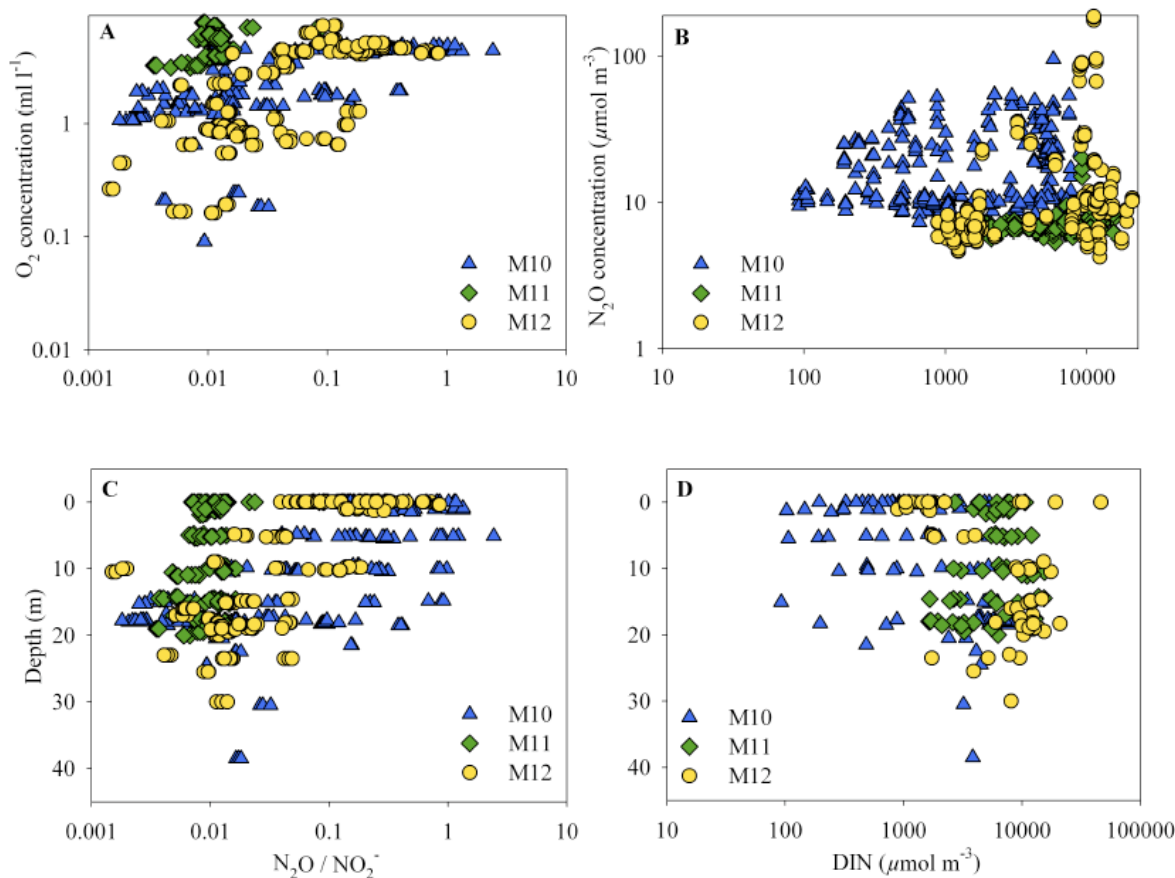 A
O₂ concentration (ml l⁻¹)
1
0.1
0.01
0.001
0.01
0.1
1
10
M10
M11
M12
B
N₂O concentration (µmol m⁻³)
100
10
1
10
100
1000
10000
M10
M11
M12
C
Depth (m)
0
10
20
30
40
0.001
0.01
0.1
1
10
N₂O / NO₂⁻
M10
M11
M12
D
0
10
20
30
40
10
100
1000
10000
100000
DIN (µmol m⁻³)
M10
M11
M12